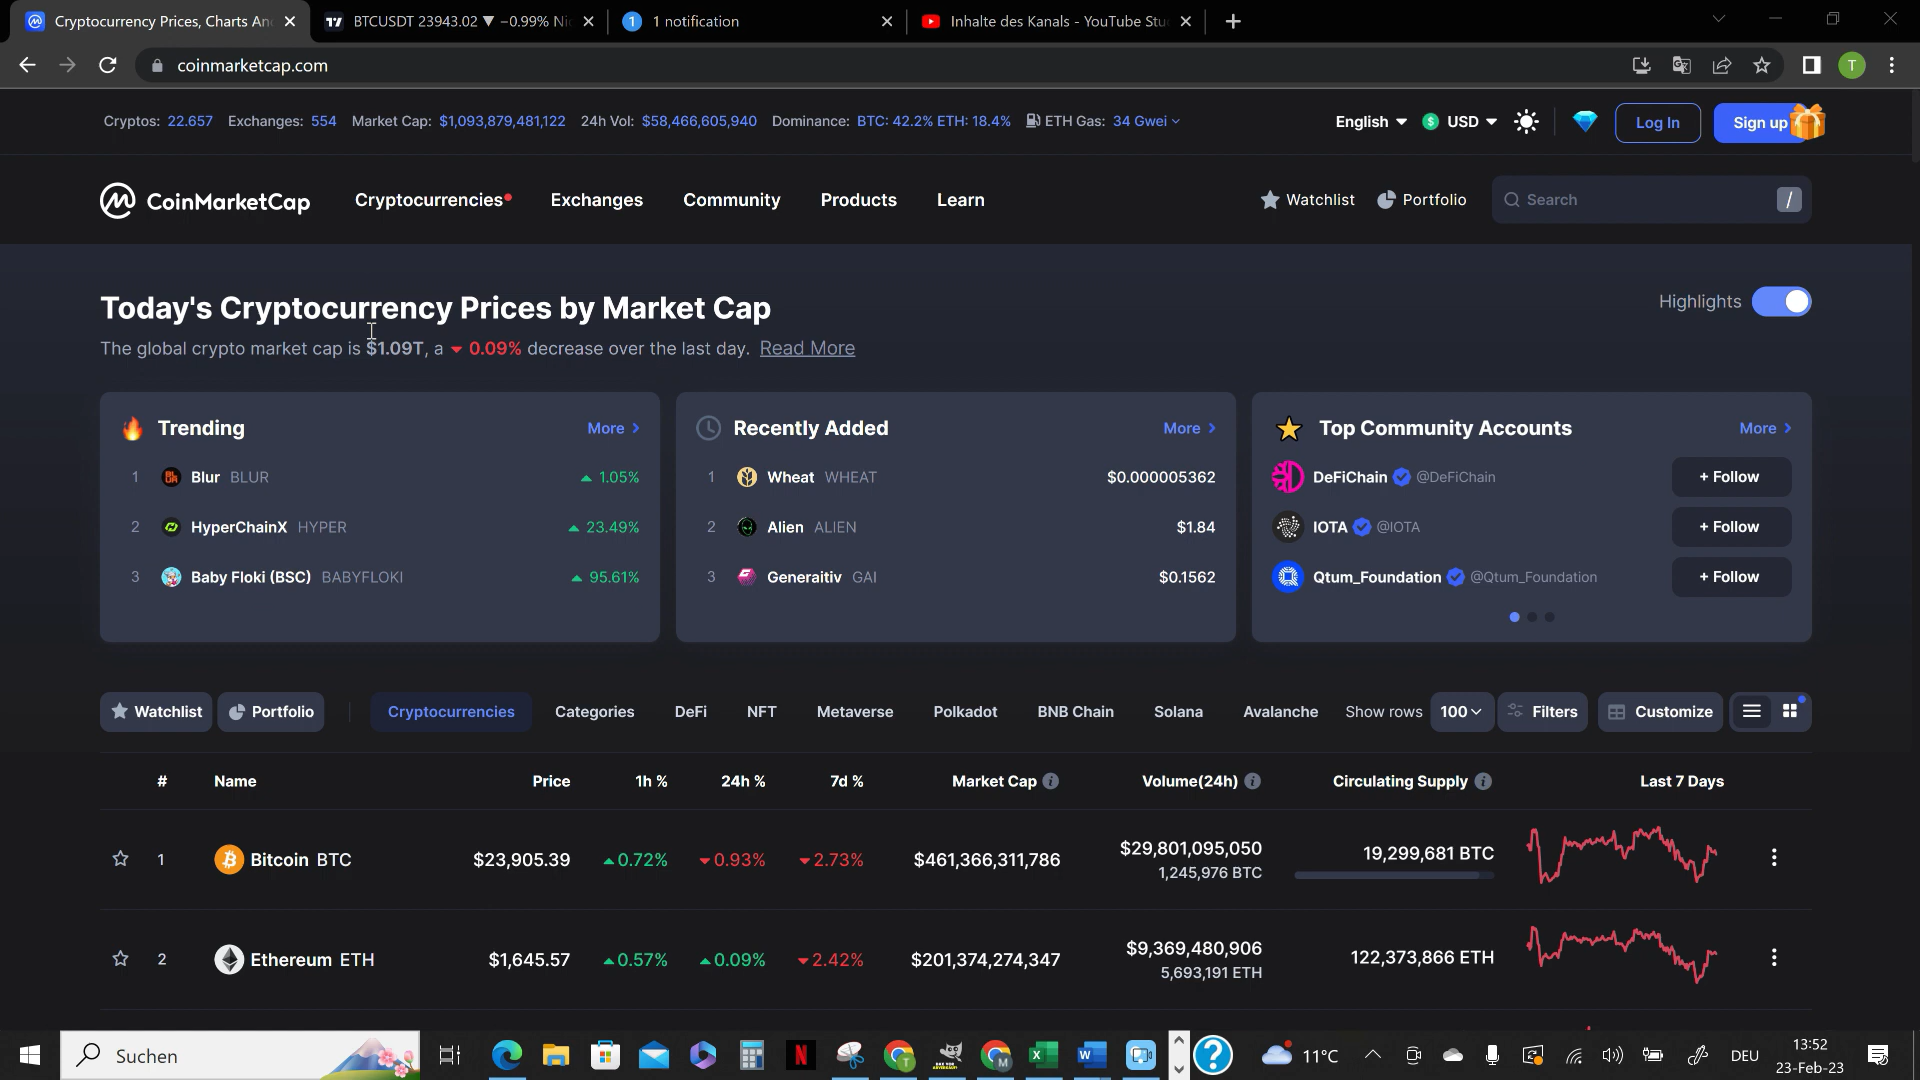 Cryptocurrency Prices, Charts An
BTCUSDT 23943.02 ▼ −0.99% Ni
1 1 notification
Inhalte des Kanals - YouTube Stu
coinmarketcap.com
T
Cryptos: 22.657 Exchanges: 554 Market Cap: $1,093,879,481,122 24h Vol: $58,466,605,940 Dominance: BTC: 42.2% ETH: 18.4% ETH Gas: 34 Gwei
English USD Log In Sign up
CoinMarketCap Cryptocurrencies Exchanges Community Products Learn Watchlist Portfolio Search /
Today's Cryptocurrency Prices by Market Cap
Highlights
The global crypto market cap is $1.09T, a ▼ 0.09% decrease over the last day. Read More
Trending More >
1 Blur BLUR ▲ 1.05%
2 HyperChainX HYPER ▲ 23.49%
3 Baby Floki (BSC) BABYFLOKI ▲ 95.61%
Recently Added More >
1 Wheat WHEAT $0.000005362
2 Alien ALIEN $1.84
3 Generaitiv GAI $0.1562
Top Community Accounts More >
DeFiChain @DeFiChain + Follow
IOTA @IOTA + Follow
Qtum_Foundation @Qtum_Foundation + Follow
Watchlist Portfolio Cryptocurrencies Categories DeFi NFT Metaverse Polkadot BNB Chain Solana Avalanche Show rows 100 Filters Customize
# Name Price 1h % 24h % 7d % Market Cap Volume(24h) Circulating Supply Last 7 Days
1 Bitcoin BTC $23,905.39 ▲0.72% ▼0.93% ▼2.73% $461,366,311,786 $29,801,095,050 19,299,681 BTC
1,245,976 BTC
2 Ethereum ETH $1,645.57 ▲0.57% ▲0.09% ▼2.42% $201,374,274,347 $9,369,480,906 122,373,866 ETH
5,693,191 ETH
Suchen
11°C
DEU
13:52
23-Feb-23